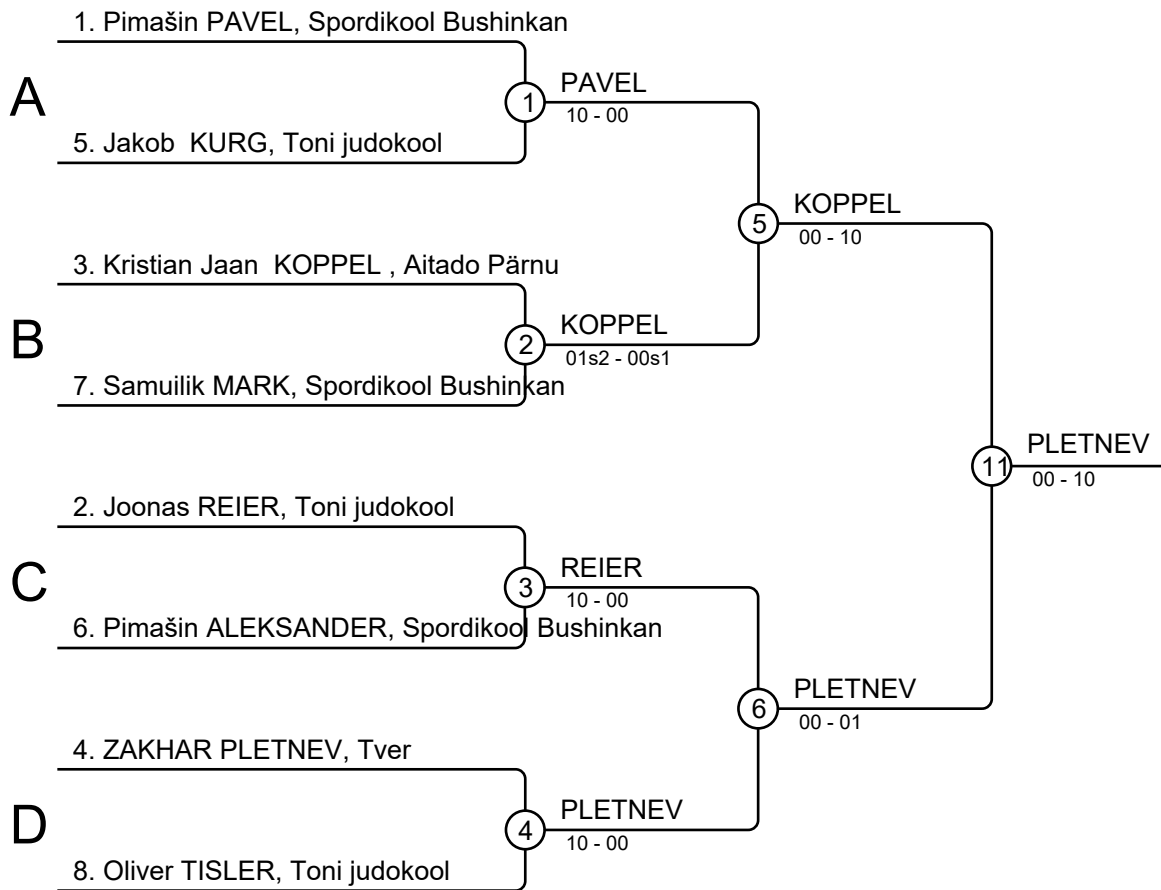 1. Pimašin PAVEL, Spordikool Bushinkan
A
1
PAVEL
10 - 00
5. Jakob  KURG, Toni judokool
5
KOPPEL
00 - 10
3. Kristian Jaan  KOPPEL , Aitado Pärnu
B
2
KOPPEL
01s2 - 00s1
7. Samuilik MARK, Spordikool Bushinkan
11
PLETNEV
00 - 10
2. Joonas REIER, Toni judokool
C
3
REIER
10 - 00
6. Pimašin ALEKSANDER, Spordikool Bushinkan
6
PLETNEV
00 - 01
4. ZAKHAR PLETNEV, Tver
D
4
PLETNEV
10 - 00
8. Oliver TISLER, Toni judokool